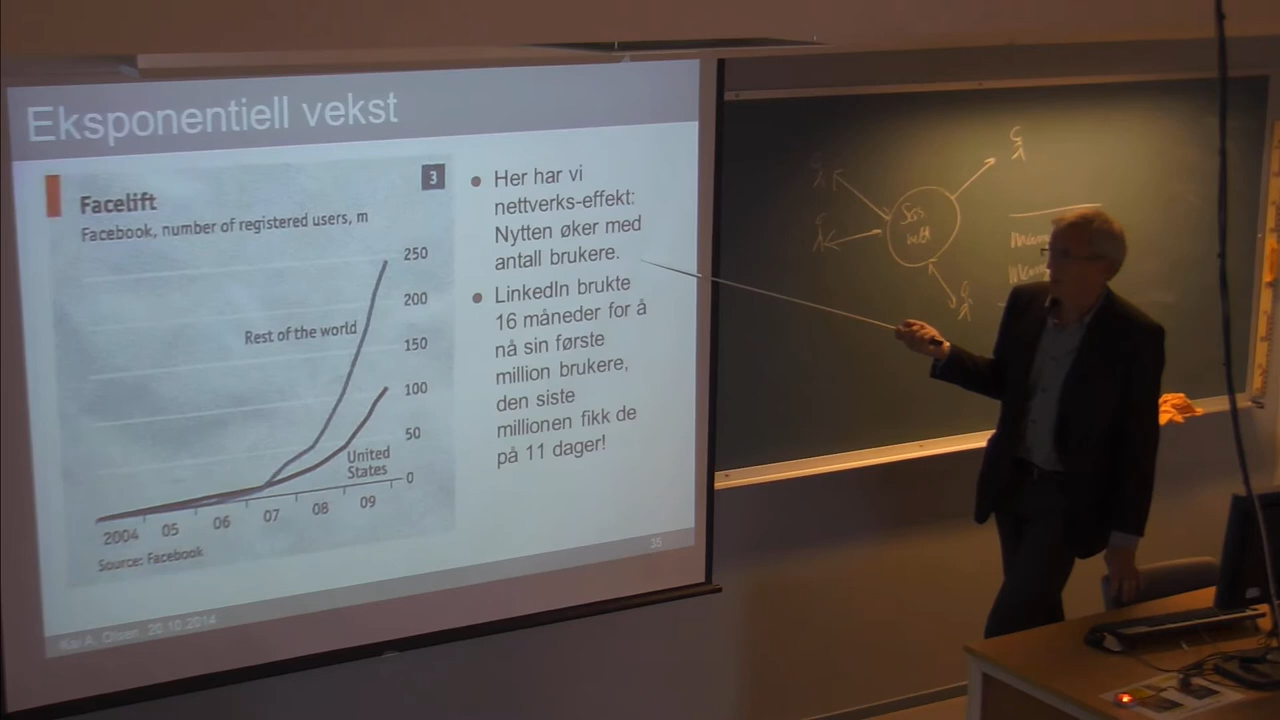 Eksponentiell vekst
3
Facelift
Facebook, number of registered users, m
250
200
Rest of the world
150
100
50
United
States
0
2004 05 06 07 08 09
Source: Facebook
• Her har vi
nettverks-effekt:
Nytten øker med
antall brukere.
• LinkedIn brukte
16 måneder for å
nå sin første
million brukere,
den siste
millionen fikk de
på 11 dager!
35
Kai A. Olsen 20.10.2014